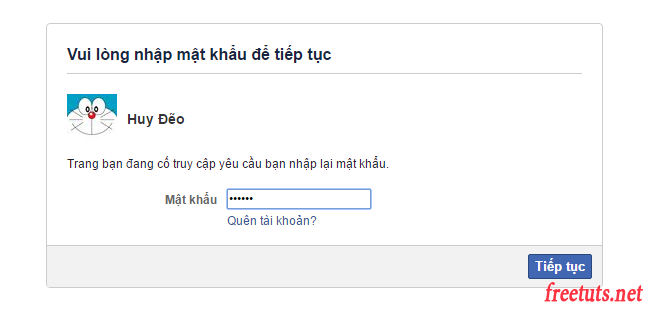 Vui lòng nhập mật khẩu để tiếp tục
Huy Đẽo
Trang bạn đang cố truy cập yêu cầu bạn nhập lại mật khẩu.
Mật khẩu ••••••
Quên tài khoản?
Tiếp tục
freetuts.net